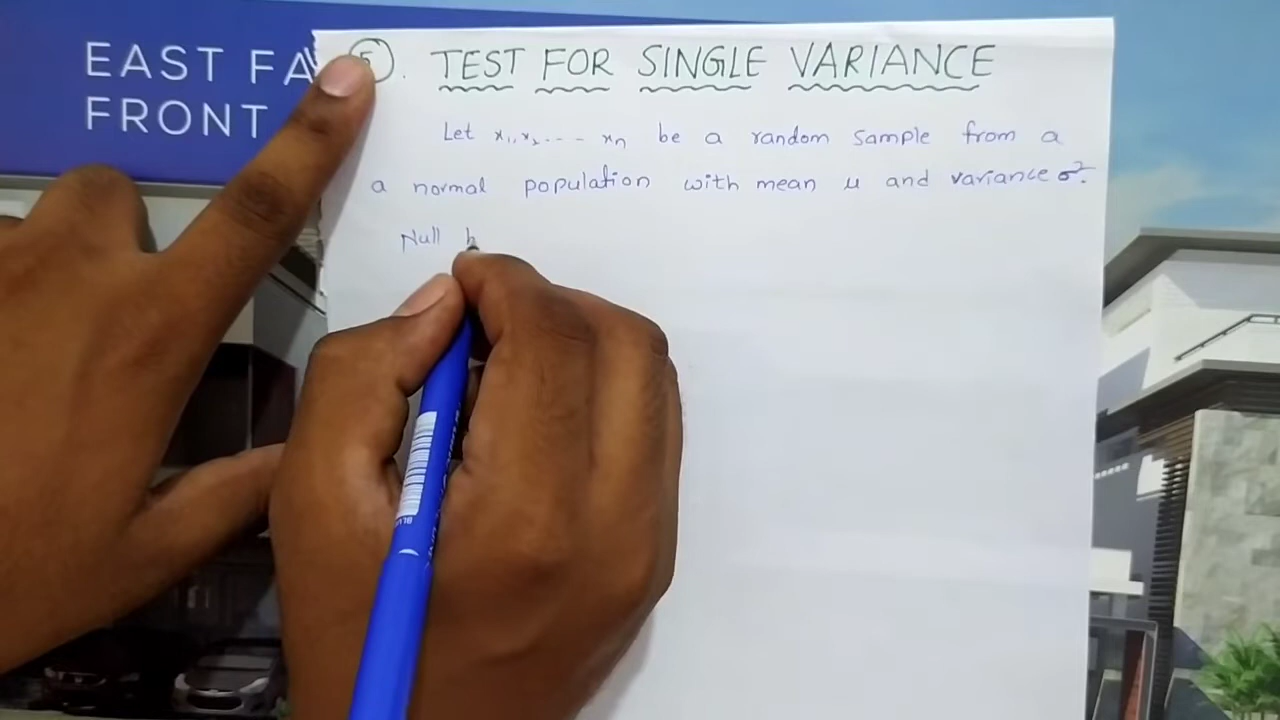 EAST FA
FRONT
5. TEST FOR SINGLE VARIANCE
Let x₁, x₂, --- xn be a random sample from a
a normal population with mean μ and variance σ².
Null h